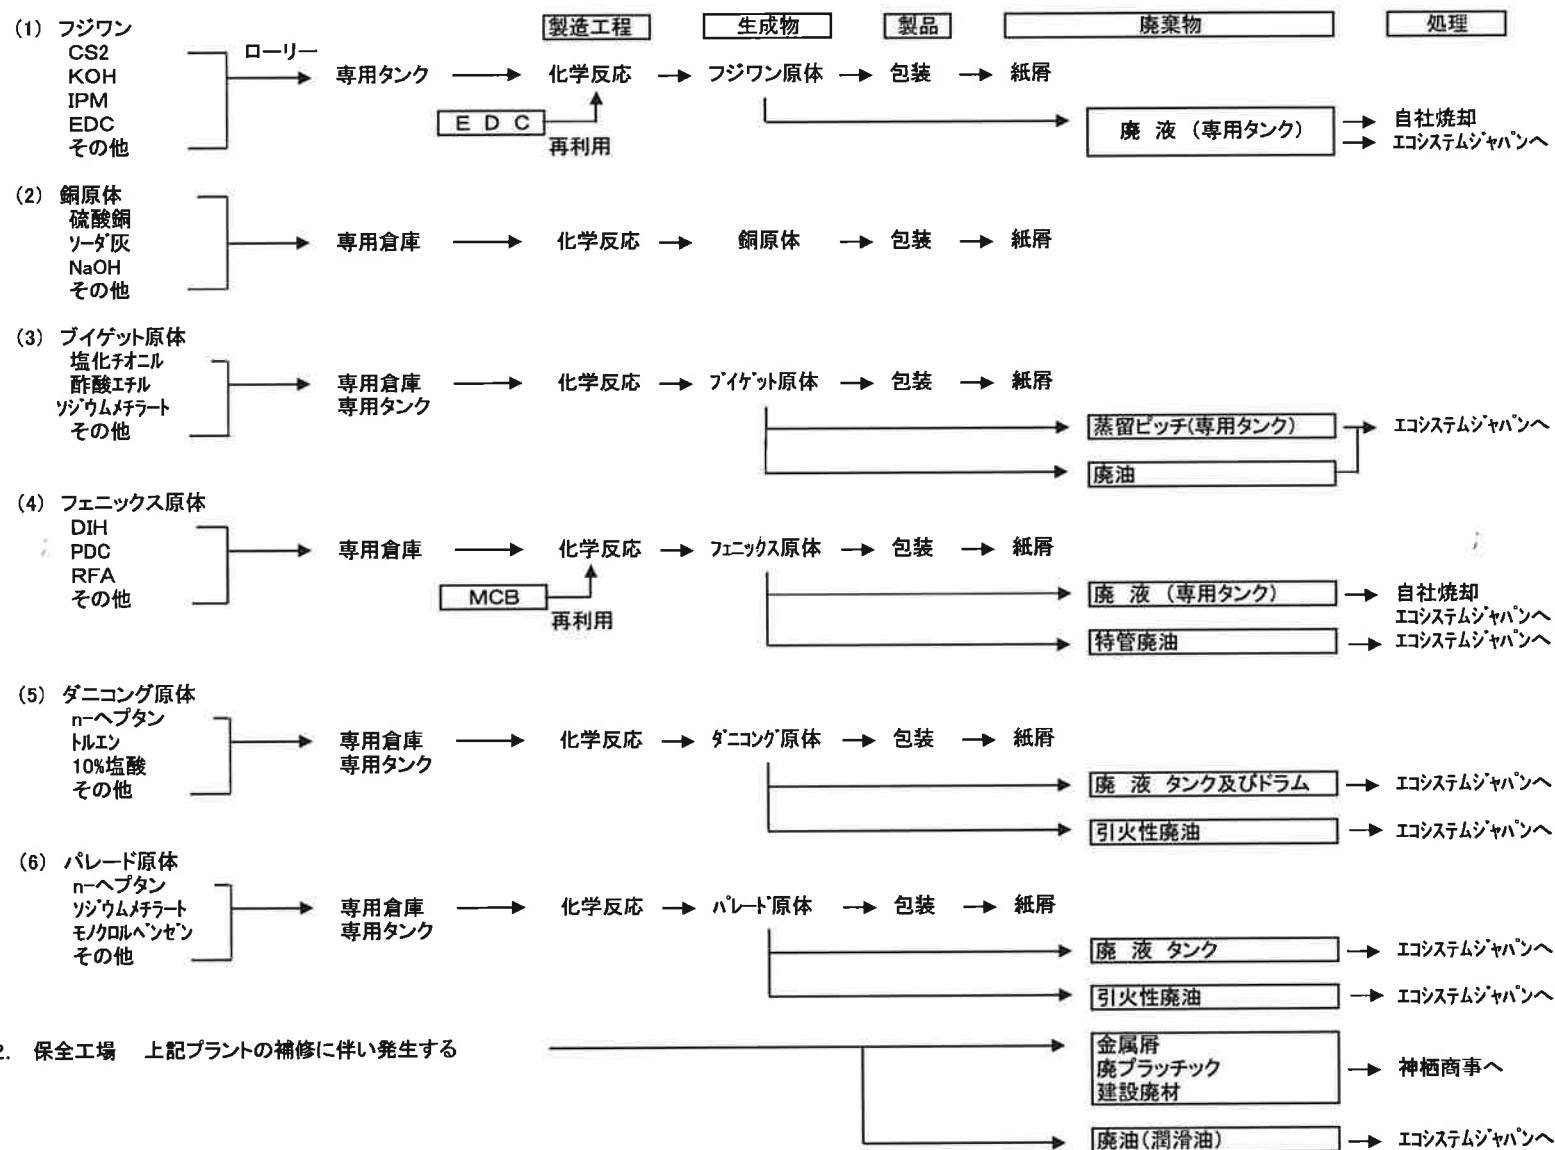 製造工程 生成物 製品 廃棄物 処理
(1) フジワン
CS2 ローリー
KOH 専用タンク 化学反応 フジワン原体 包装 紙屑
IPM
EDC EDC 廃 液 (専用タンク) 自社焼却
その他 再利用 エコシステムジャパンへ
(2) 銅原体
硫酸銅
ソーダ灰 専用倉庫 化学反応 銅原体 包装 紙屑
NaOH
その他
(3) ブイゲット原体
塩化チオニル
酢酸エチル 専用倉庫 化学反応 ブイゲット原体 包装 紙屑
ソジウムメチラート 専用タンク
その他 蒸留ピッチ(専用タンク) エコシステムジャパンへ
廃油
(4) フェニックス原体
DIH
PDC 専用倉庫 化学反応 フェニックス原体 包装 紙屑
RFA
その他 MCB 廃 液 (専用タンク) 自社焼却
再利用 エコシステムジャパンへ
特管廃油 エコシステムジャパンへ
(5) ダニコング原体
n-ヘプタン
トルエン 専用倉庫 化学反応 ダニコング原体 包装 紙屑
10%塩酸 専用タンク
その他 廃 液 タンク及びドラム エコシステムジャパンへ
引火性廃油 エコシステムジャパンへ
(6) パレード原体
n-ヘプタン
ソジウムメチラート 専用倉庫 化学反応 パレード原体 包装 紙屑
モノクロルベンゼン 専用タンク
その他 廃 液 タンク エコシステムジャパンへ
引火性廃油 エコシステムジャパンへ
2. 保全工場 上記プラントの補修に伴い発生する 金属屑
廃プラッチック 神栖商事へ
建設廃材
廃油(潤滑油) エコシステムジャパンへ